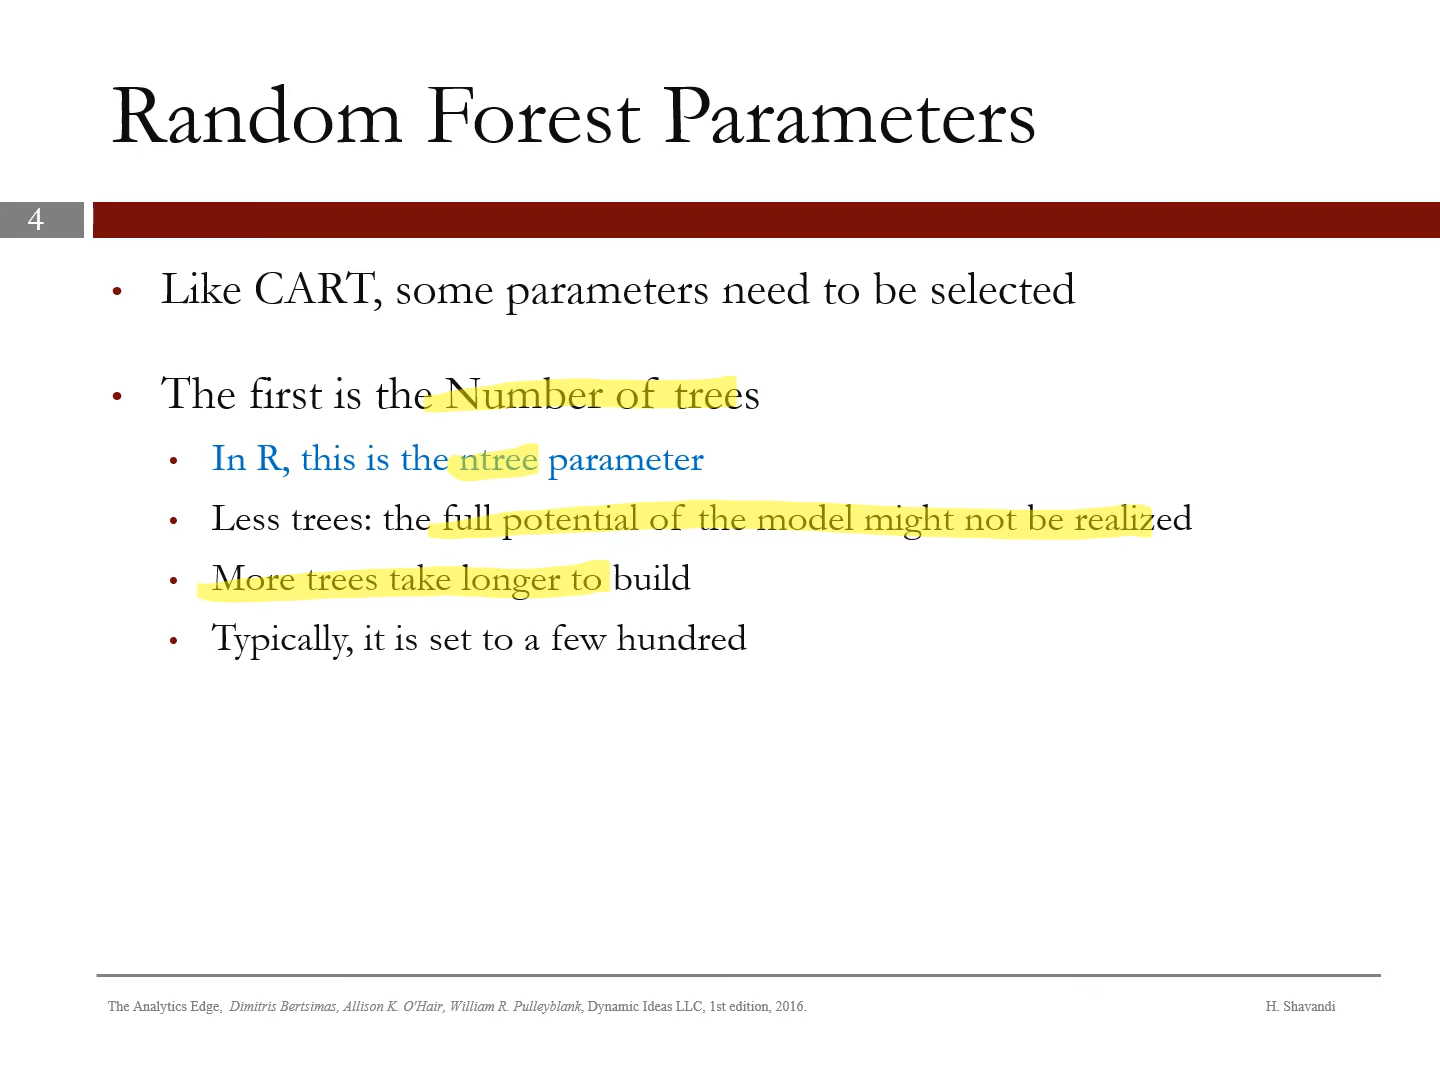 Random Forest Parameters
4
• Like CART, some parameters need to be selected
• The first is the Number of trees
• In R, this is the ntree parameter
• Less trees: the full potential of the model might not be realized
• More trees take longer to build
• Typically, it is set to a few hundred
The Analytics Edge, Dimitris Bertsimas, Allison K. O'Hair, William R. Pulleyblank, Dynamic Ideas LLC, 1st edition, 2016.
H. Shavandi